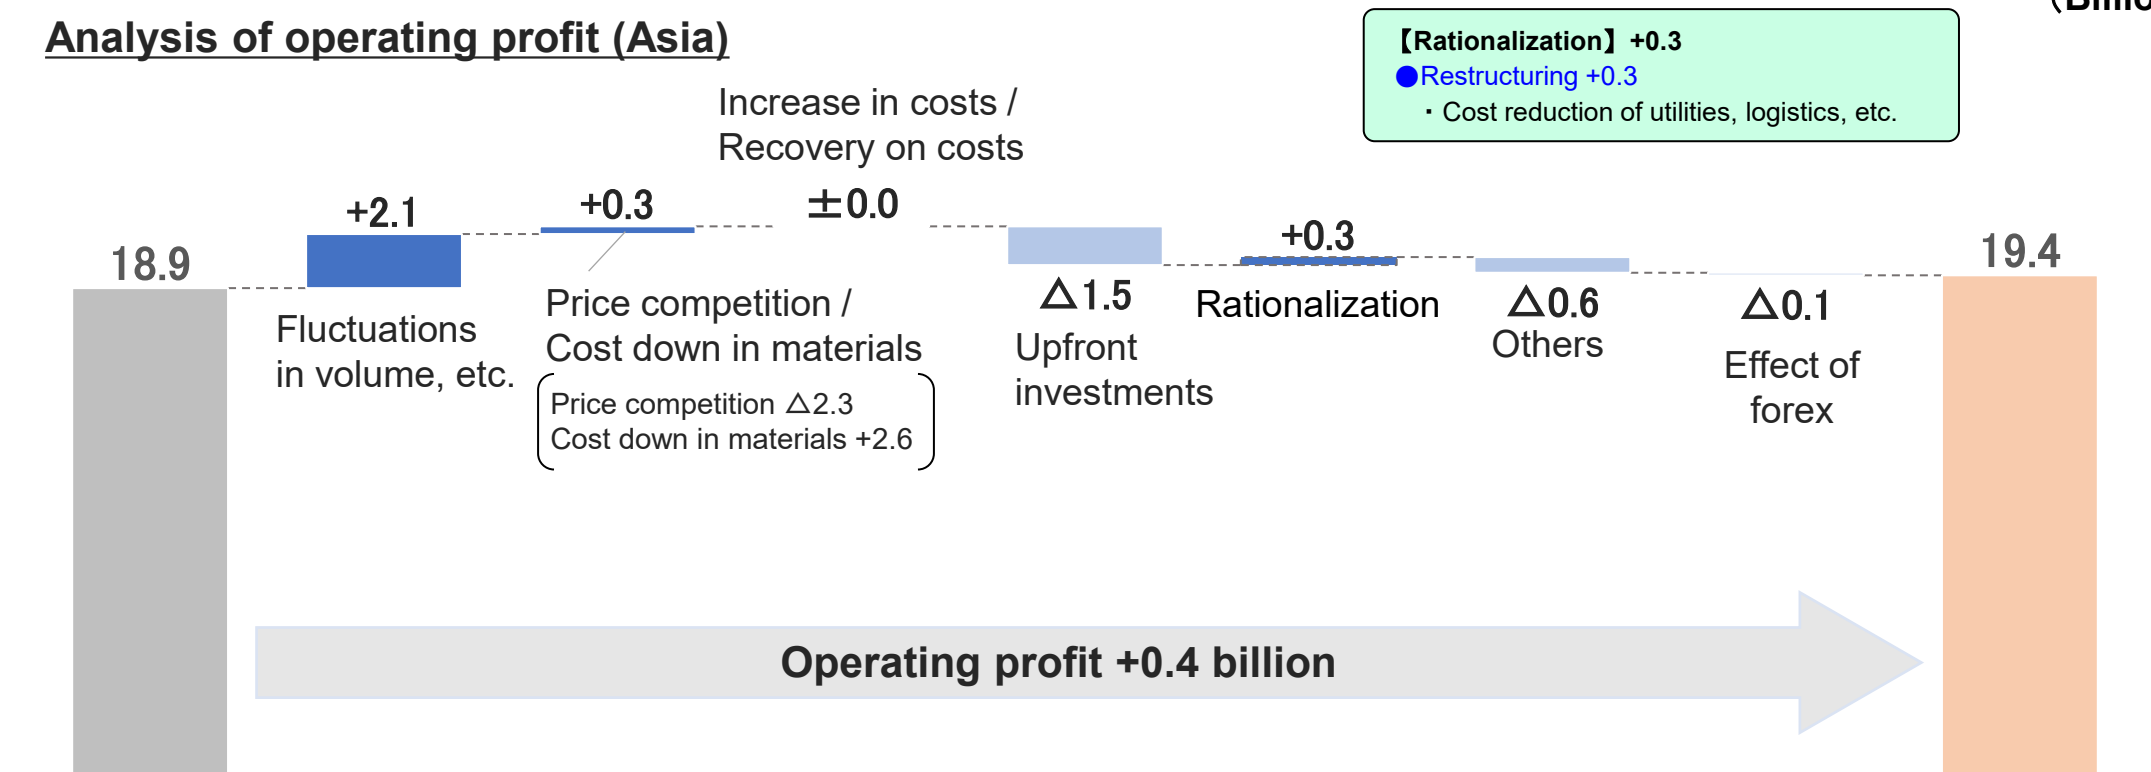 Analysis of operating profit (Asia)
【Rationalization】+0.3
●Restructuring +0.3
・Cost reduction of utilities, logistics, etc.
Increase in costs /
Recovery on costs
18.9
+2.1
Fluctuations
in volume, etc.
+0.3
Price competition /
Cost down in materials
Price competition △2.3
Cost down in materials +2.6
±0.0
△1.5
Upfront
investments
+0.3
Rationalization
△0.6
Others
△0.1
Effect of
forex
19.4
Operating profit +0.4 billion